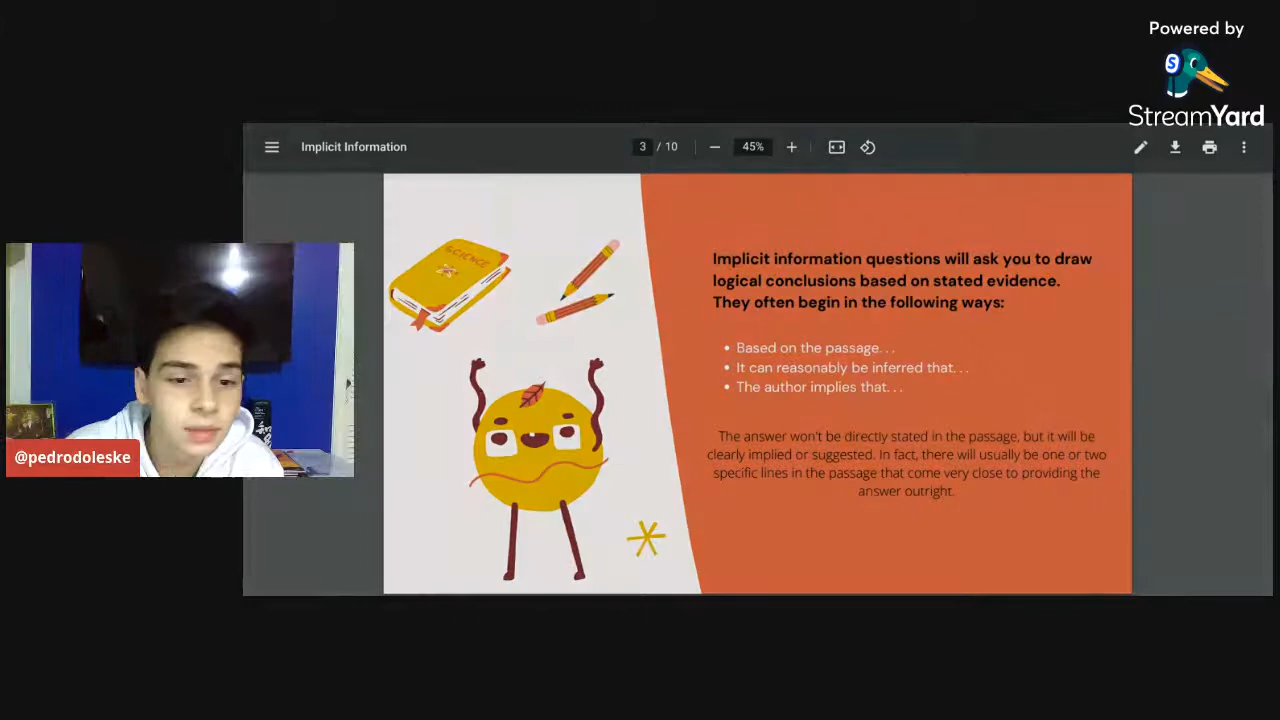 Powered by
S
StreamYard
Implicit Information
3 / 10
45%
SCIENCE
Implicit information questions will ask you to draw
logical conclusions based on stated evidence.
They often begin in the following ways:
• Based on the passage. . .
• It can reasonably be inferred that. . .
• The author implies that. . .
The answer won't be directly stated in the passage, but it will be
clearly implied or suggested. In fact, there will usually be one or two
specific lines in the passage that come very close to providing the
answer outright.
@pedrodoleske